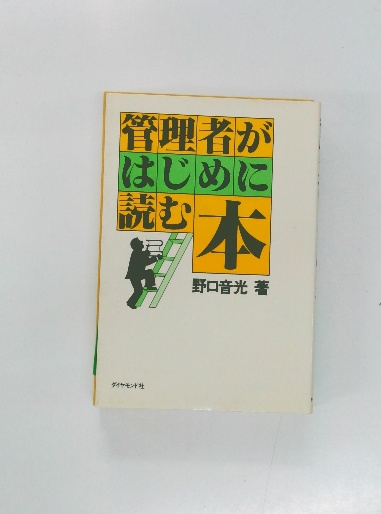 管理者が
はじめに
読む本
野口音光 著
ダイヤモンド社